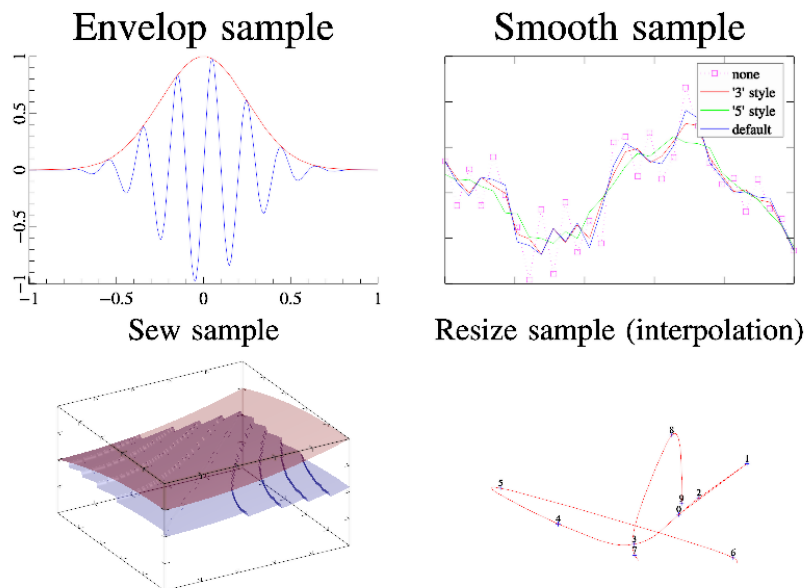 Envelop sample
Smooth sample
1
0.5
0
−0.5
−1
−1
−0.5
0
0.5
1
none
'3' style
'5' style
default
Sew sample
Resize sample (interpolation)
8
1
5
9
2
0
4
3
7
6